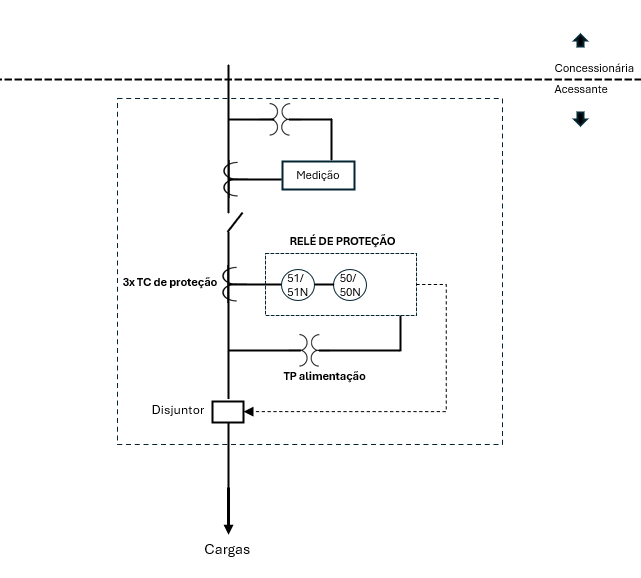 Concessionária
Acessante
Medição
RELÉ DE PROTEÇÃO
3x TC de proteção
51/
51N
50/
50N
TP alimentação
Disjuntor
Cargas